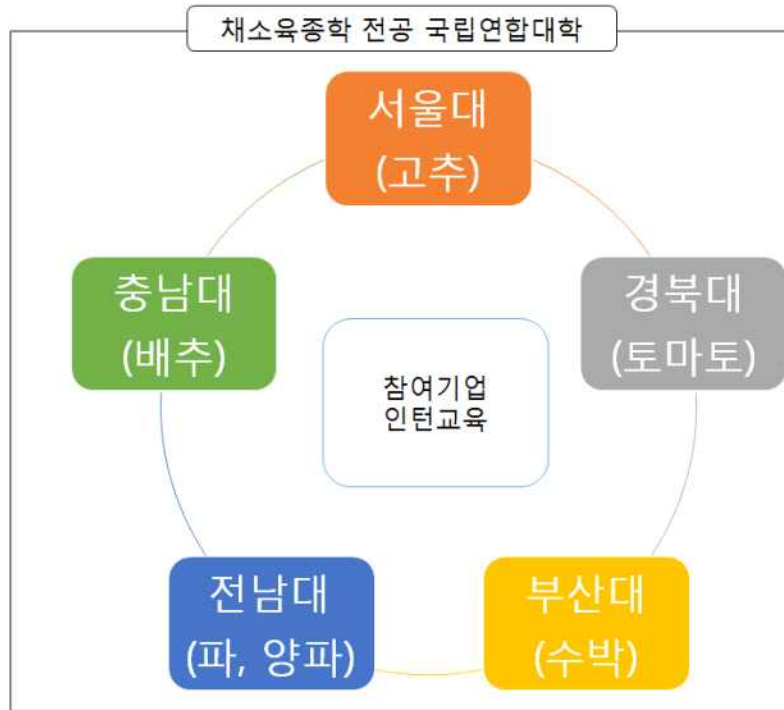 채소육종학 전공 국립연합대학
서울대
(고추)
충남대
(배추)
경북대
(토마토)
참여기업
인턴교육
전남대
(파, 양파)
부산대
(수박)